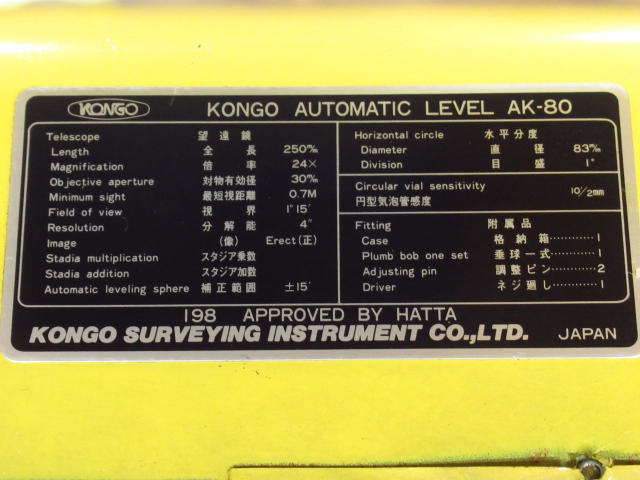 KONGO KONGO AUTOMATIC LEVEL AK-80
Telescope 望遠鏡
Length 全長 250㎜
Magnification 倍率 24×
Objective aperture 対物有効径 30㎜
Minimum sight 最短視距離 0.7M
Field of view 視界 1°15′
Resolution 分解能 4″
Image (像) Erect(正)
Stadia multiplication スタジア乗数
Stadia addition スタジア加数
Automatic leveling sphere 補正範囲 ±15′
Horizontal circle 水平分度
Diameter 直径 83㎜
Division 目盛 1°
Circular vial sensitivity
円型気泡管感度 10′/2mm
Fitting 附属品
Case 格納箱…………1
Plumb bob one set 垂球一式……1
Adjusting pin 調整ピン………2
Driver ネジ廻し………1
198 APPROVED BY HATTA
KONGO SURVEYING INSTRUMENT CO.,LTD. JAPAN